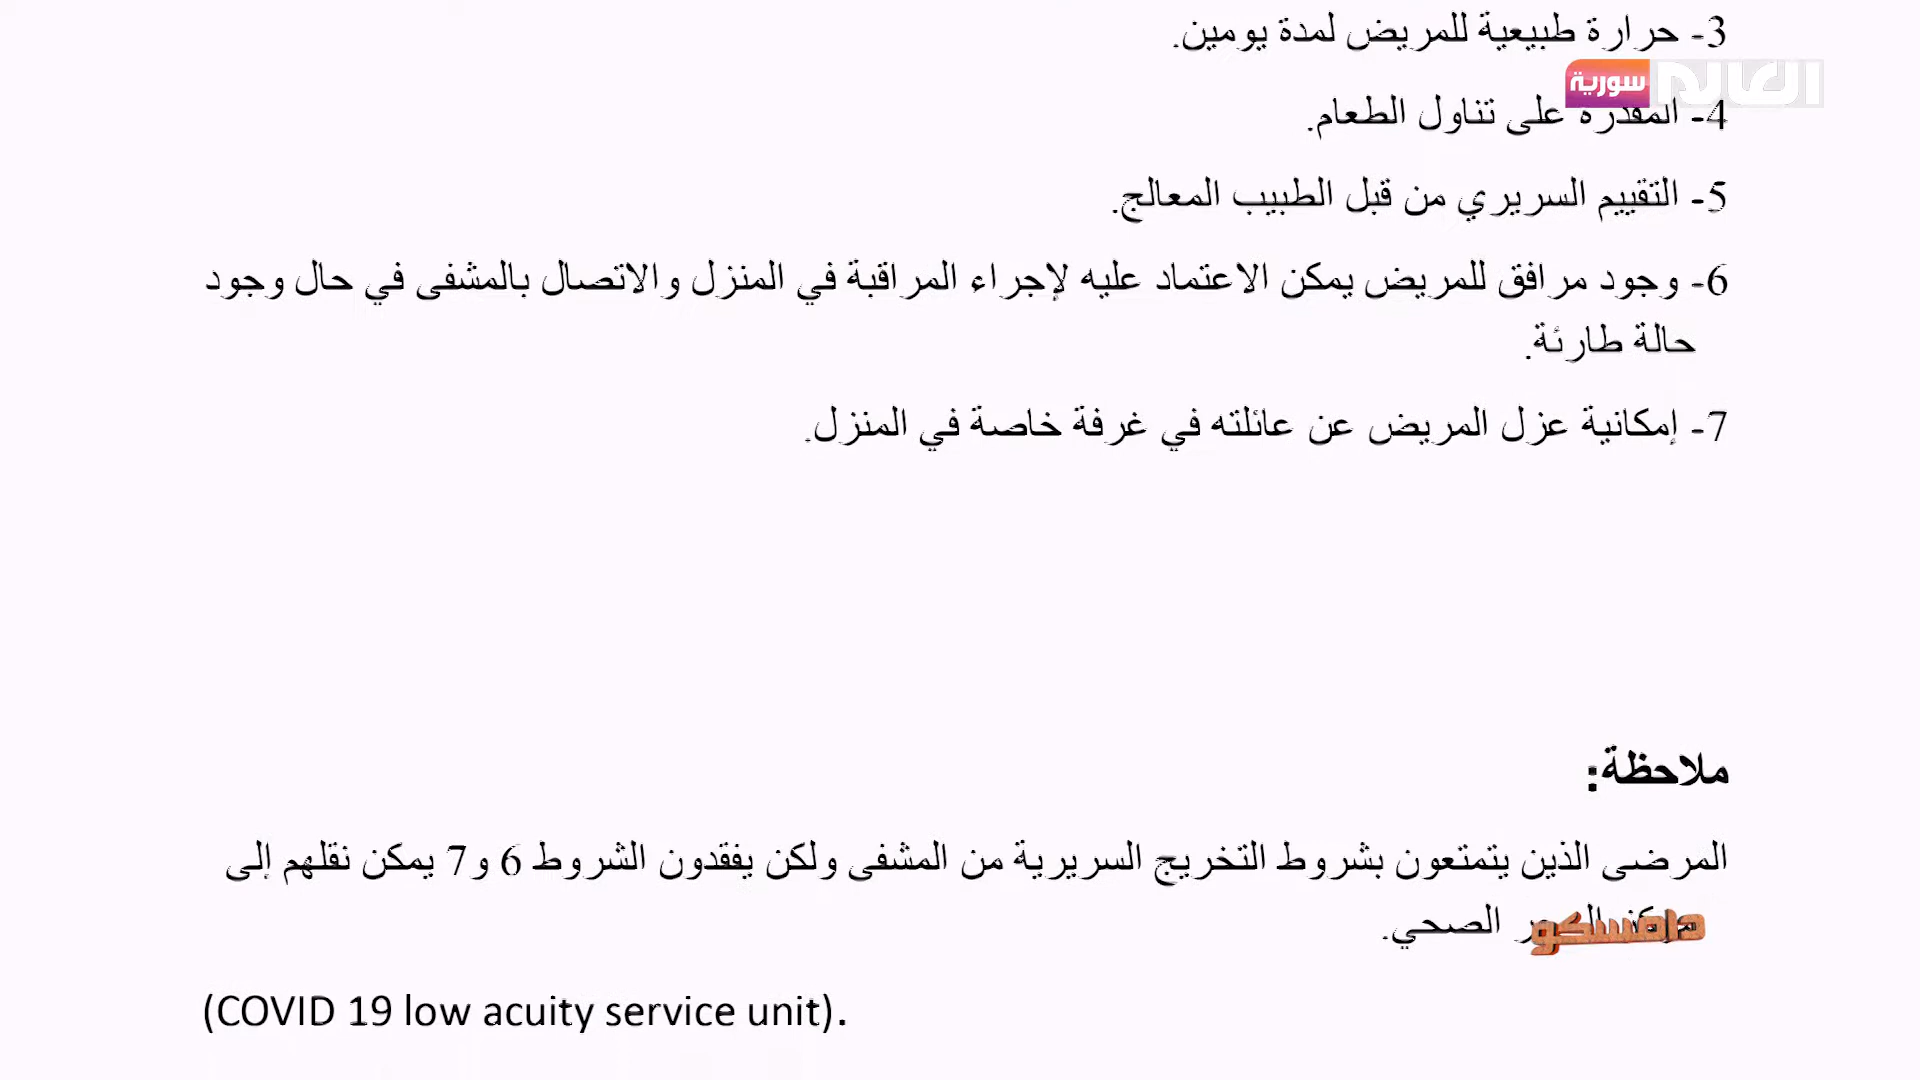 3- حرارة طبيعية للمريض لمدة يومين.
العالم سورية
4- المقدرة على تناول الطعام.
5- التقييم السريري من قبل الطبيب المعالج.
6- وجود مرافق للمريض يمكن الاعتماد عليه لإجراء المراقبة في المنزل والاتصال بالمشفى في حال وجود
حالة طارئة.
7- إمكانية عزل المريض عن عائلته في غرفة خاصة في المنزل.
ملاحظة:
المرضى الذين يتمتعون بشروط التخريج السريرية من المشفى ولكن يفقدون الشروط 6 و7 يمكن نقلهم إلى
الصحي.
دامسكو
(COVID 19 low acuity service unit).